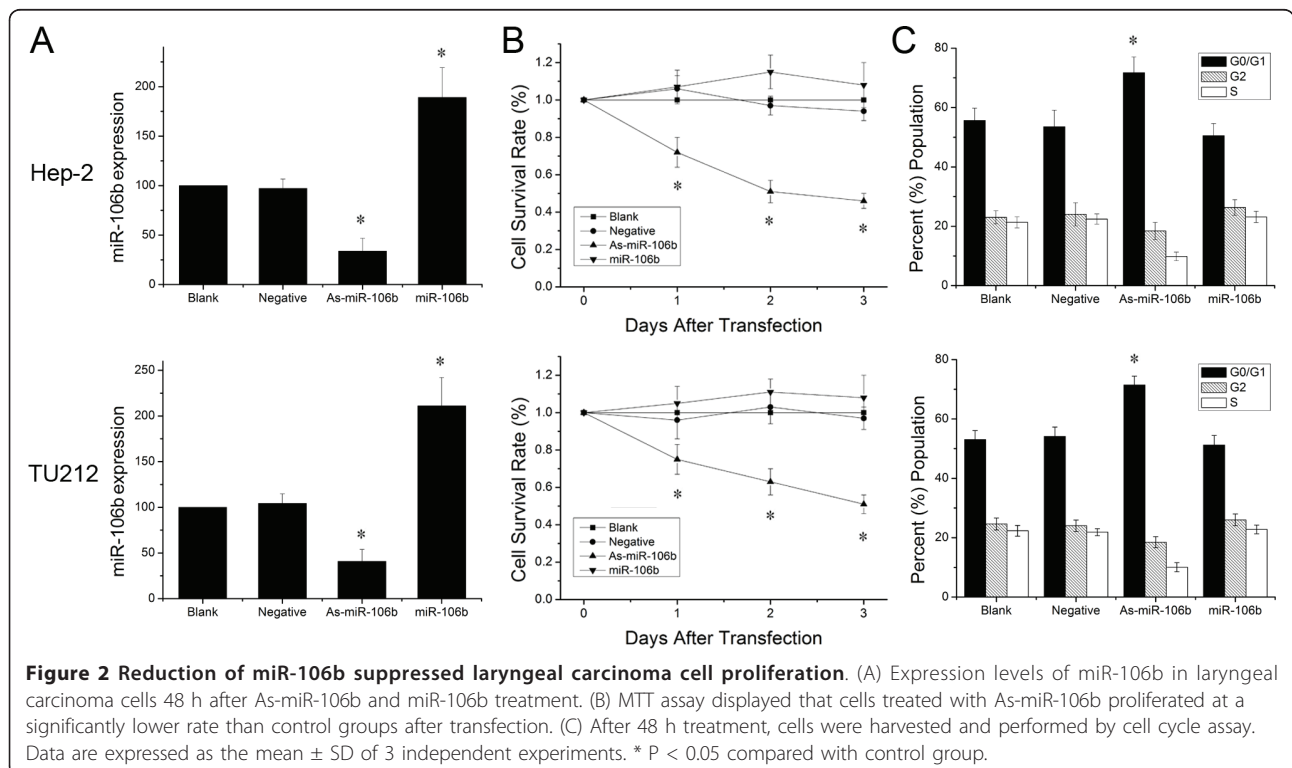 A
B
C
Hep-2
miR-106b expression
200
150
100
50
0
*
*
Blank Negative As-miR-106b miR-106b
Cell Survival Rate (%)
1.2
1.0
0.8
0.6
0.4
0.2
0.0
*
*
*
Blank
Negative
As-miR-106b
miR-106b
0 1 2 3
Days After Transfection
Percent (%) Population
80
60
40
20
0
*
G0/G1
G2
S
Blank Negative As-miR-106b miR-106b
TU212
miR-106b expression
250
200
150
100
50
0
*
*
Blank Negative As-miR-106b miR-106b
Cell Survival Rate (%)
1.2
1.0
0.8
0.6
0.4
0.2
0.0
*
*
*
Blank
Negative
As-miR-106b
miR-106b
0 1 2 3
Days After Transfection
Percent (%) Population
80
60
40
20
0
*
G0/G1
G2
S
Blank Negative As-miR-106b miR-106b
Figure 2 Reduction of miR-106b suppressed laryngeal carcinoma cell proliferation. (A) Expression levels of miR-106b in laryngeal
carcinoma cells 48 h after As-miR-106b and miR-106b treatment. (B) MTT assay displayed that cells treated with As-miR-106b proliferated at a
significantly lower rate than control groups after transfection. (C) After 48 h treatment, cells were harvested and performed by cell cycle assay.
Data are expressed as the mean ± SD of 3 independent experiments. * P < 0.05 compared with control group.